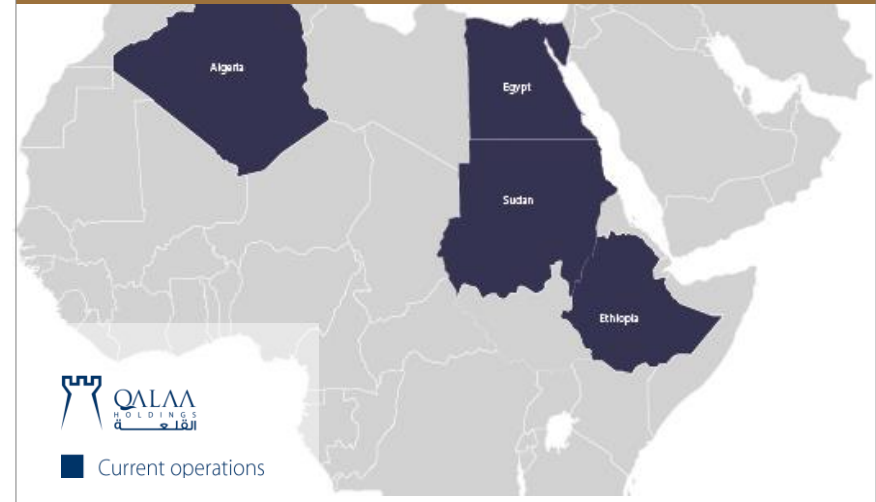 Algeria
Egypt
Sudan
Ethiopia
QALAA
HOLDINGS
القلعة
Current operations